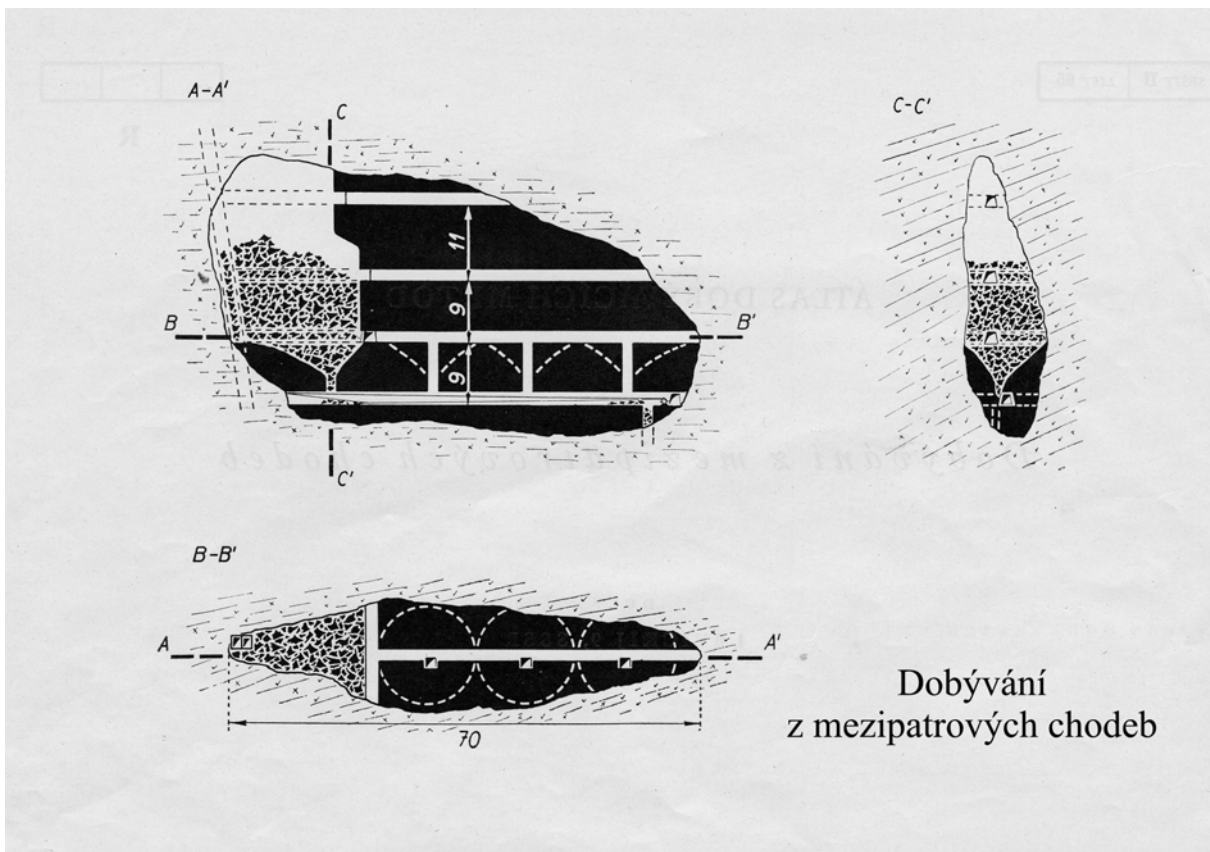 A-A'
C
C-C'
11
9
B
B'
9
C'
B-B'
A
A'
70
Dobývání
z mezipatrových chodeb